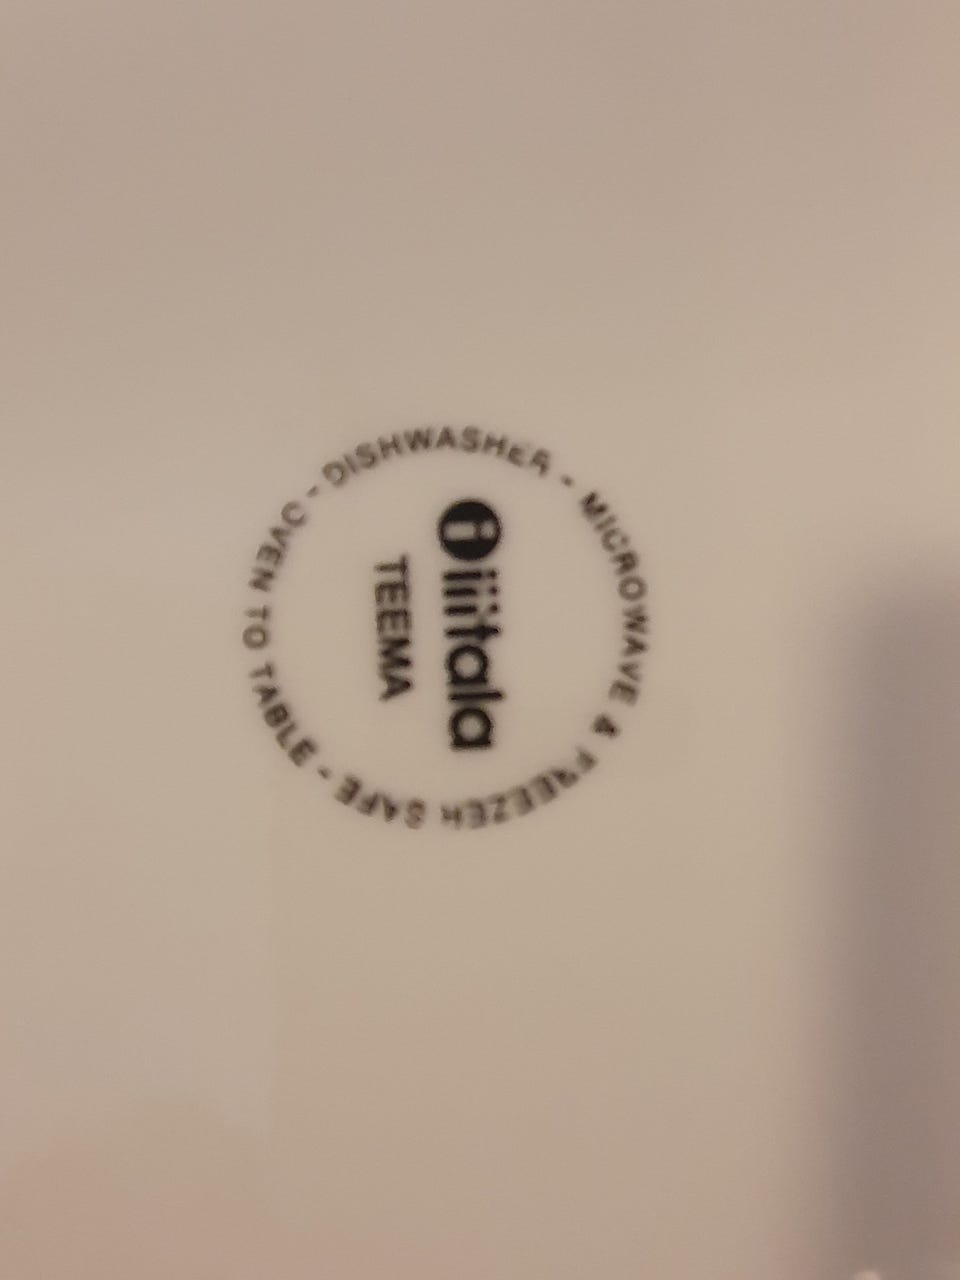 iittala
TEEMA
OVEN TO TABLE - DISHWASHER - MICROWAVE & FREEZER SAFE -